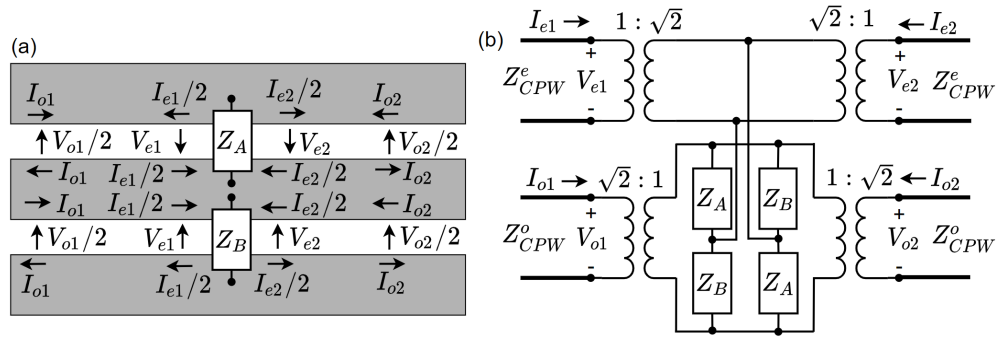 (a)
I_{o1} I_{e1}/2 I_{e2}/2 I_{o2}
V_{o1}/2 V_{e1} Z_A V_{e2} V_{o2}/2
I_{o1} I_{e1}/2 I_{e2}/2 I_{o2}
I_{o1} I_{e1}/2 I_{e2}/2 I_{o2}
V_{o1}/2 V_{e1} Z_B V_{e2} V_{o2}/2
I_{o1} I_{e1}/2 I_{e2}/2 I_{o2}
(b)
I_{e1} 1:√2 √2:1 I_{e2}
+ +
Z^e_{CPW} V_{e1} V_{e2} Z^e_{CPW}
- -
I_{o1} √2:1 1:√2 I_{o2}
Z_A Z_B
+ +
Z^o_{CPW} V_{o1} V_{o2} Z^o_{CPW}
- -
Z_B Z_A